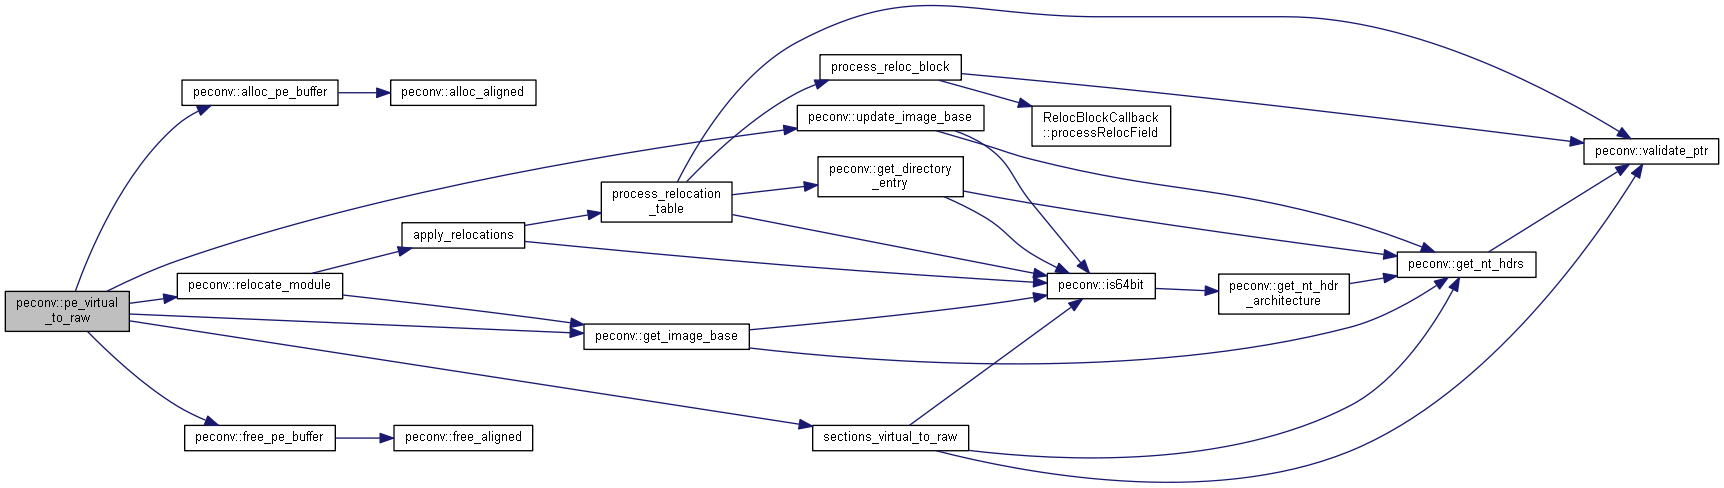 peconv::pe_virtual
_to_raw
peconv::alloc_pe_buffer
peconv::alloc_aligned
peconv::relocate_module
apply_relocations
process_relocation
_table
process_reloc_block
RelocBlockCallback
::processRelocField
peconv::update_image_base
peconv::get_directory
_entry
peconv::is64bit
peconv::get_nt_hdr
_architecture
peconv::get_nt_hdrs
peconv::validate_ptr
peconv::get_image_base
sections_virtual_to_raw
peconv::free_pe_buffer
peconv::free_aligned